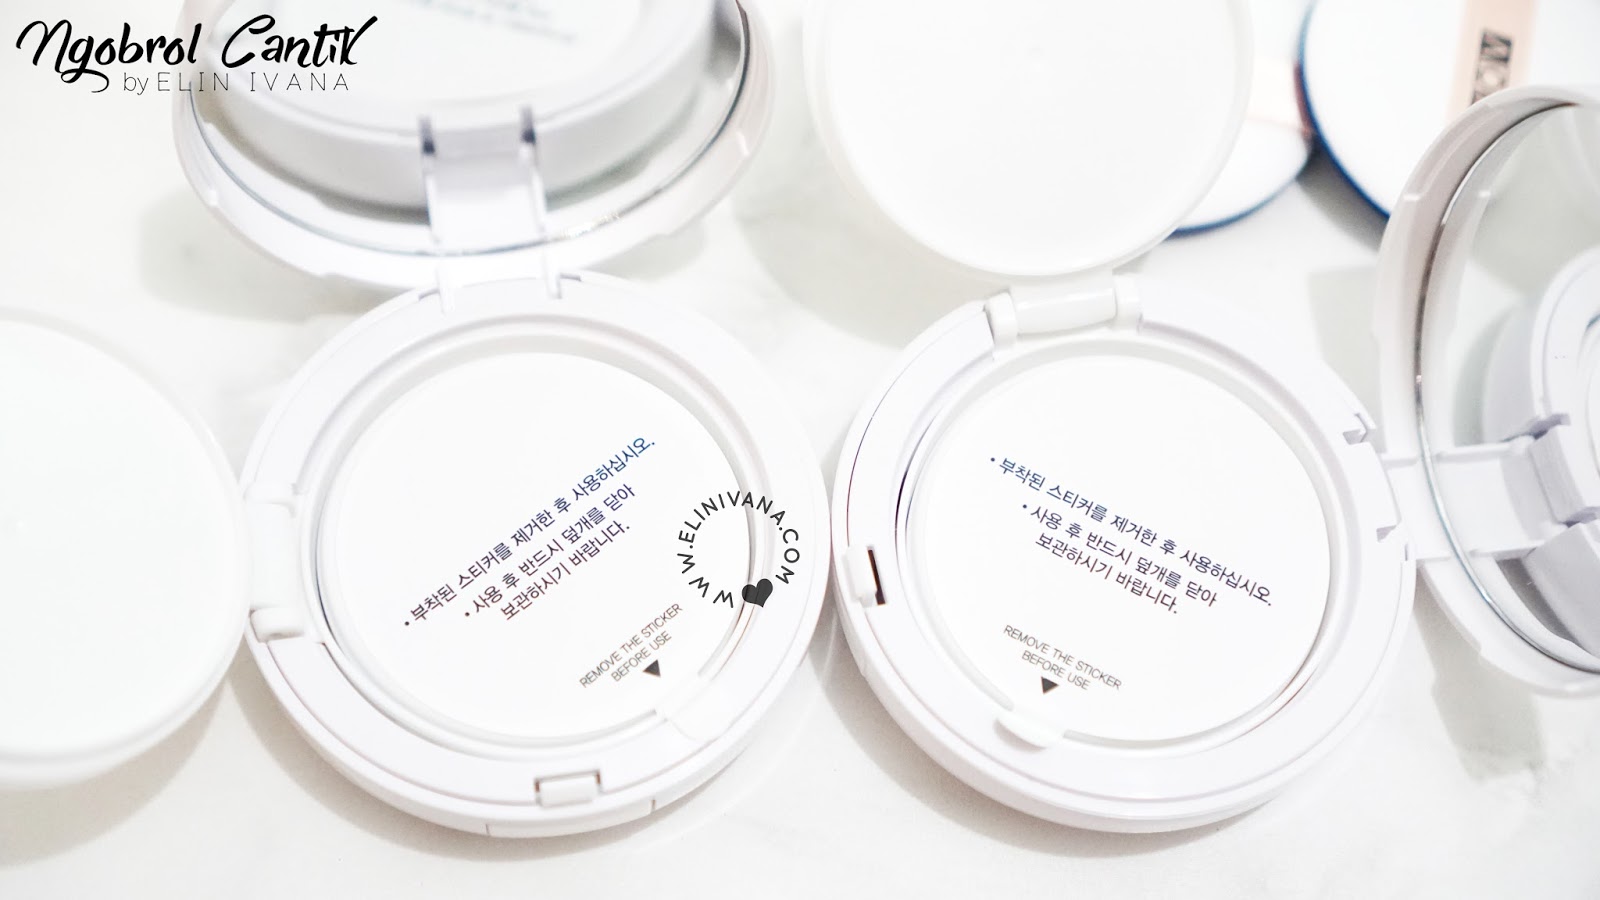 Ngobrol Cantik
by ELIN IVANA
• 부착된 스티커를 제거한 후 사용하십시오.
• 사용 후 반드시 덮개를 닫아
보관하시기 바랍니다.
REMOVE THE STICKER
BEFORE USE
WWW.ELINIVANA.COM
• 부착된 스티커를 제거한 후 사용하십시오.
• 사용 후 반드시 덮개를 닫아
보관하시기 바랍니다.
REMOVE THE STICKER
BEFORE USE